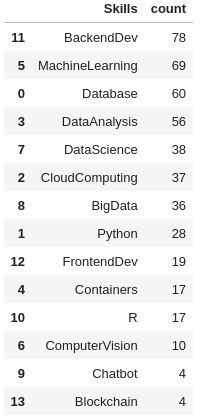 Skills count
11 BackendDev 78
5 MachineLearning 69
0 Database 60
3 DataAnalysis 56
7 DataScience 38
2 CloudComputing 37
8 BigData 36
1 Python 28
12 FrontendDev 19
4 Containers 17
10 R 17
6 ComputerVision 10
9 Chatbot 4
13 Blockchain 4